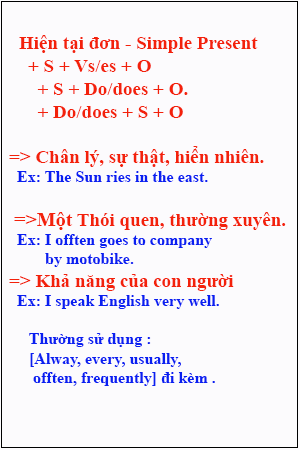 Hiện tại đơn - Simple Present
+ S + Vs/es + O
+ S + Do/does + O.
+ Do/does + S + O
=> Chân lý, sự thật, hiển nhiên.
Ex: The Sun ries in the east.
=>Một Thói quen, thường xuyên.
Ex: I offten goes to company
by motobike.
=> Khả năng của con người
Ex: I speak English very well.
Thường sử dụng :
[Alway, every, usually,
offten, frequently] đi kèm .